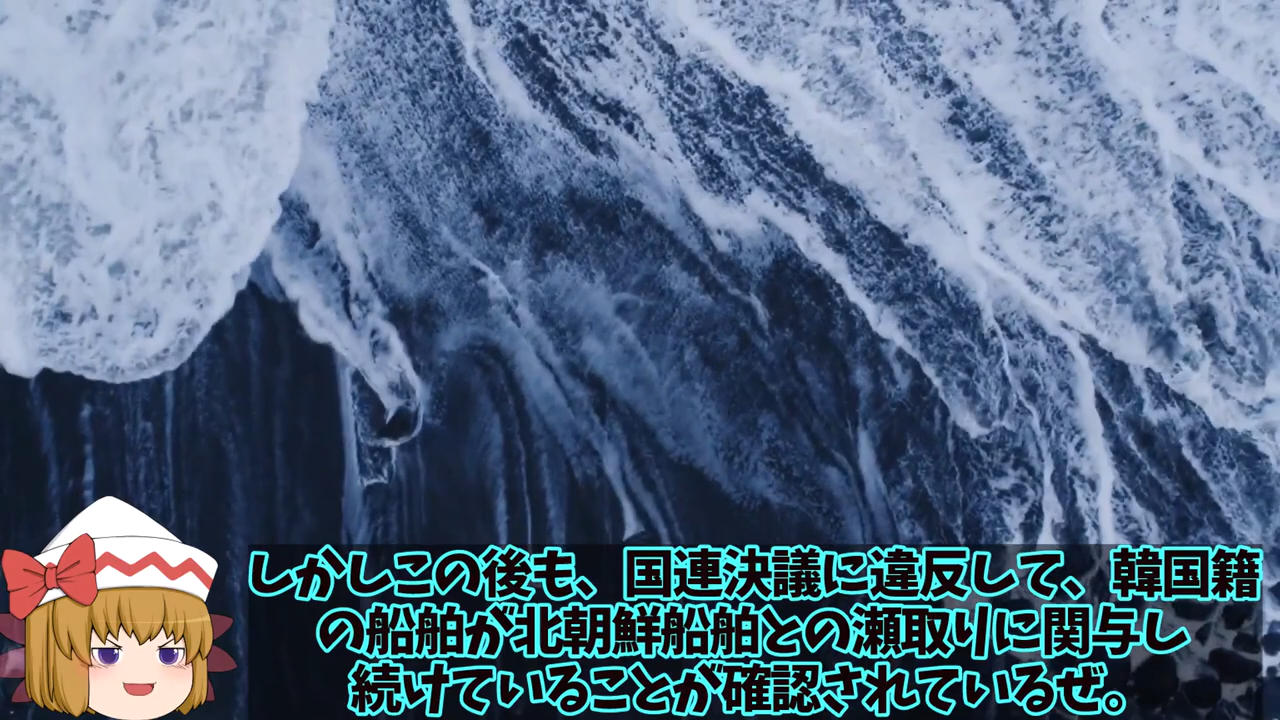 しかしこの後も、国連決議に違反して、韓国籍
の船舶が北朝鮮船舶との瀬取りに関与し
続けていることが確認されているぜ。